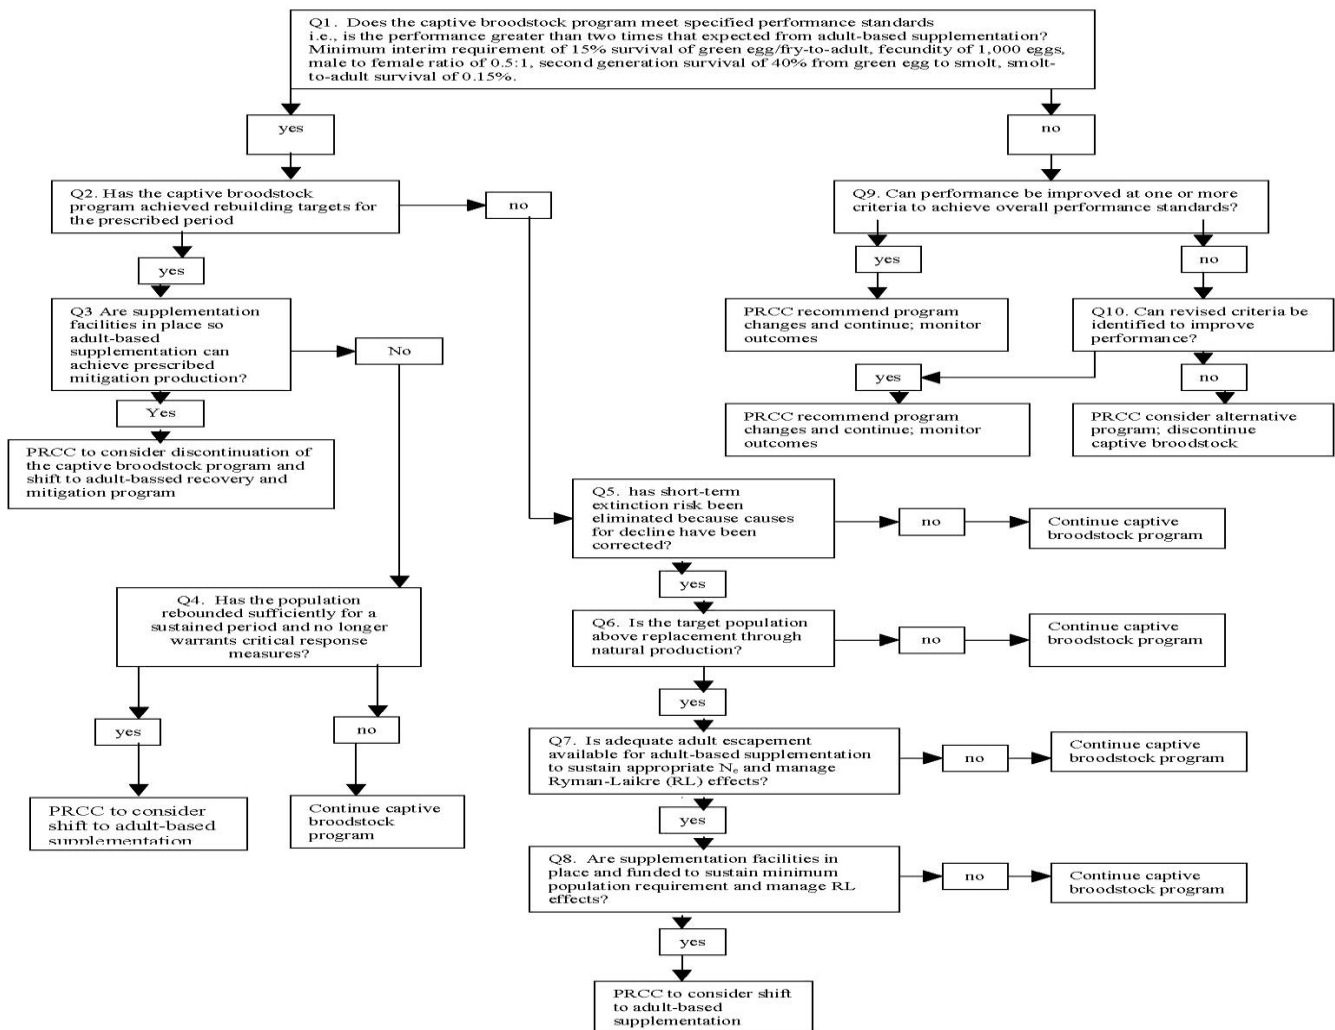 Q1. Does the captive broodstock program meet specified performance standards
i.e., is the performance greater than two times that expected from adult-based supplementation?
Minimum interim requirement of 15% survival of green egg/fry-to-adult, fecundity of 1,000 eggs,
male to female ratio of 0.5:1, second generation survival of 40% from green egg to smolt, smolt-
to-adult survival of 0.15%.
yes
no
Q2. Has the captive broodstock
program achieved rebuilding targets for
the prescribed period
no
Q9. Can performance be improved at one or more
criteria to achieve overall performance standards?
yes
yes
no
Q3 Are supplementation
facilities in place so
adult-based
supplementation can
achieve prescribed
mitigation production?
No
PRCC recommend program
changes and continue; monitor
outcomes
Q10. Can revised criteria be
identified to improve
performance?
yes
no
Yes
PRCC recommend program
changes and continue; monitor
outcomes
PRCC consider alternative
program; discontinue
captive broodstock
PRCC to consider discontinuation of
the captive broodstock program and
shift to adult-bassed recovery and
mitigation program
Q5. has short-term
extinction risk been
eliminated because causes
for decline have been
corrected?
no
Continue captive
broodstock program
yes
Q4. Has the population
rebounded sufficiently for a
sustained period and no longer
warrants critical response
measures?
Q6. Is the target population
above replacement through
natural production?
no
Continue captive
broodstock program
yes
yes
no
Q7. Is adequate adult escapement
available for adult-based supplementation
to sustain appropriate Ne and manage
Ryman-Laikre (RL) effects?
no
Continue captive
broodstock program
PRCC to consider
shift to adult-based
supplementation
Continue captive
broodstock
program
yes
Q8. Are supplementation facilities in
place and funded to sustain minimum
population requirement and manage RL
effects?
no
Continue captive
broodstock program
yes
PRCC to consider shift
to adult-based
supplementation